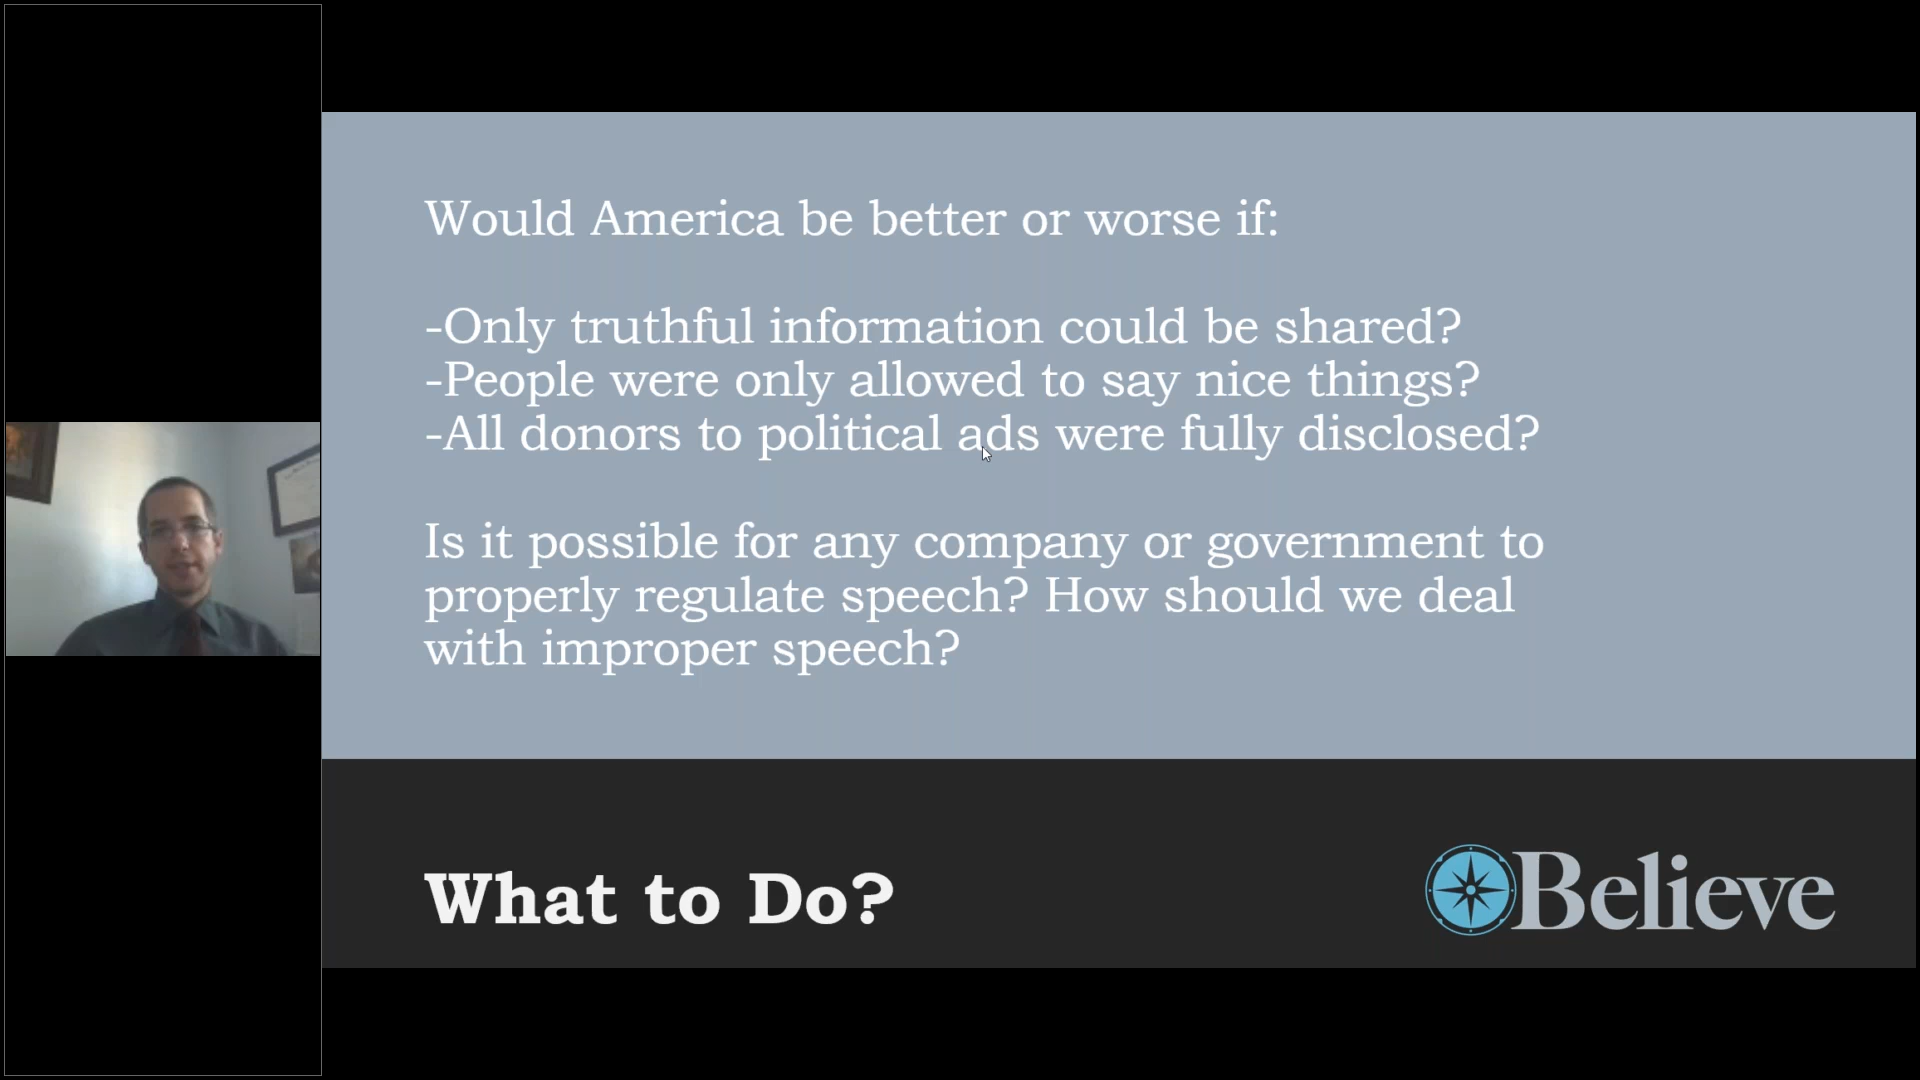 Would America be better or worse if:
-Only truthful information could be shared?
-People were only allowed to say nice things?
-All donors to political ads were fully disclosed?
Is it possible for any company or government to
properly regulate speech? How should we deal
with improper speech?
What to Do?
Believe